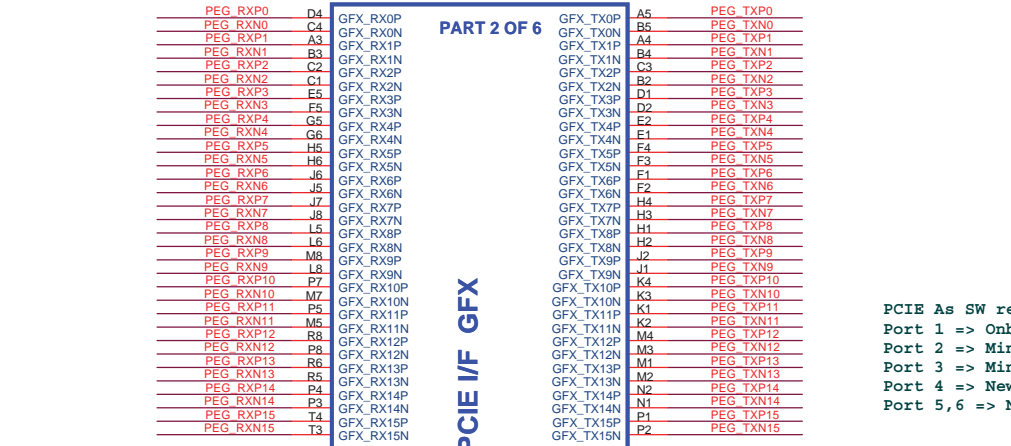 PEG_RXP0 D4 GFX_RX0P PART 2 OF 6 GFX_TX0P A5 PEG_TXP0
PEG_RXN0 C4 GFX_RX0N GFX_TX0N B5 PEG_TXN0
PEG_RXP1 A3 GFX_RX1P GFX_TX1P A4 PEG_TXP1
PEG_RXN1 B3 GFX_RX1N GFX_TX1N B4 PEG_TXN1
PEG_RXP2 C2 GFX_RX2P GFX_TX2P C3 PEG_TXP2
PEG_RXN2 C1 GFX_RX2N GFX_TX2N B2 PEG_TXN2
PEG_RXP3 E5 GFX_RX3P GFX_TX3P D1 PEG_TXP3
PEG_RXN3 F5 GFX_RX3N GFX_TX3N D2 PEG_TXN3
PEG_RXP4 G5 GFX_RX4P GFX_TX4P E2 PEG_TXP4
PEG_RXN4 G6 GFX_RX4N GFX_TX4N E1 PEG_TXN4
PEG_RXP5 H5 GFX_RX5P GFX_TX5P F4 PEG_TXP5
PEG_RXN5 H6 GFX_RX5N GFX_TX5N F3 PEG_TXN5
PEG_RXP6 J6 GFX_RX6P GFX_TX6P F1 PEG_TXP6
PEG_RXN6 J5 GFX_RX6N GFX_TX6N F2 PEG_TXN6
PEG_RXP7 J7 GFX_RX7P GFX_TX7P H4 PEG_TXP7
PEG_RXN7 J8 GFX_RX7N GFX_TX7N H3 PEG_TXN7
PEG_RXP8 L5 GFX_RX8P GFX_TX8P H1 PEG_TXP8
PEG_RXN8 L6 GFX_RX8N GFX_TX8N H2 PEG_TXN8
PEG_RXP9 M8 GFX_RX9P GFX_TX9P J2 PEG_TXP9
PEG_RXN9 L8 GFX_RX9N GFX_TX9N J1 PEG_TXN9
PEG_RXP10 P7 GFX_RX10P GFX_TX10P K4 PEG_TXP10
PEG_RXN10 M7 GFX_RX10N GFX_TX10N K3 PEG_TXN10
PEG_RXP11 P5 GFX_RX11P GFX_TX11P K1 PEG_TXP11
PEG_RXN11 M5 GFX_RX11N GFX_TX11N K2 PEG_TXN11
PEG_RXP12 R8 GFX_RX12P GFX_TX12P M4 PEG_TXP12
PEG_RXN12 P8 GFX_RX12N GFX_TX12N M3 PEG_TXN12
PEG_RXP13 R6 GFX_RX13P GFX_TX13P M1 PEG_TXP13
PEG_RXN13 R5 GFX_RX13N GFX_TX13N M2 PEG_TXN13
PEG_RXP14 P4 GFX_RX14P GFX_TX14P N2 PEG_TXP14
PEG_RXN14 P3 GFX_RX14N GFX_TX14N N1 PEG_TXN14
PEG_RXP15 T4 GFX_RX15P GFX_TX15P P1 PEG_TXP15
PEG_RXN15 T3 GFX_RX15N GFX_TX15N P2 PEG_TXN15
PCIE I/F GFX
PCIE As SW
Port 1 =>
Port 2 =>
Port 3 =>
Port 4 =>
Port 5,6 =>